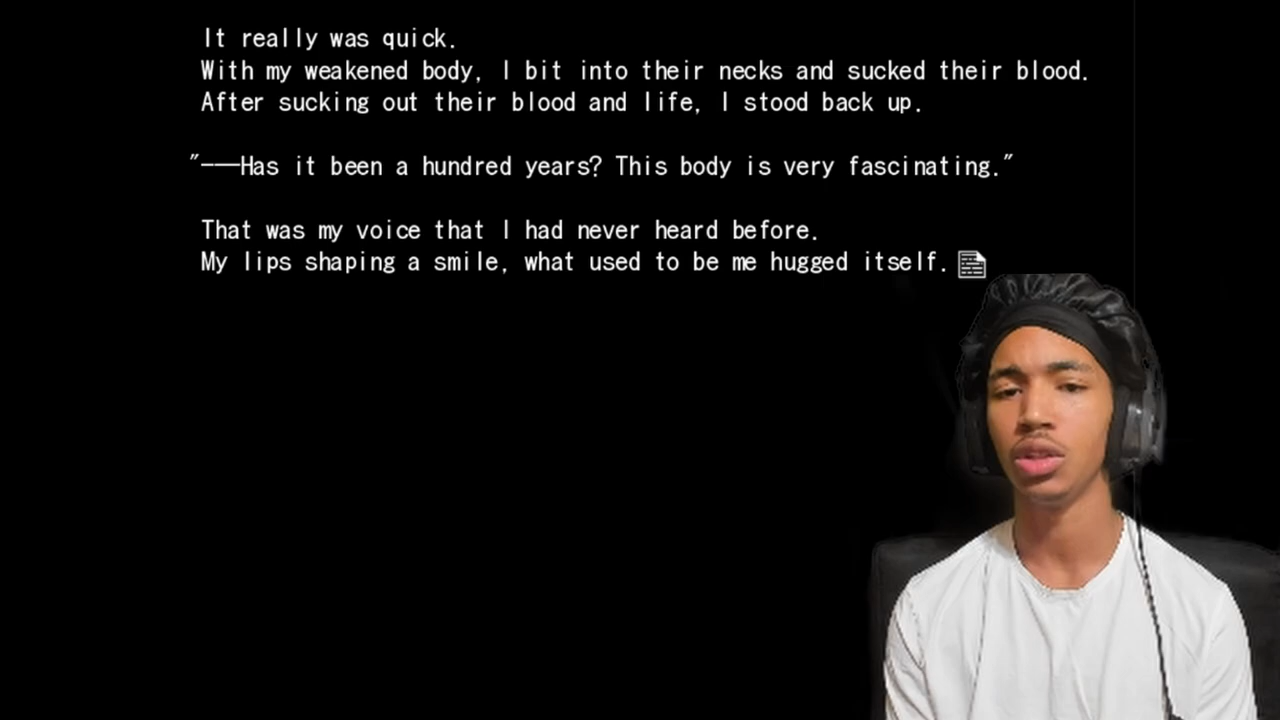 It really was quick.
With my weakened body, I bit into their necks and sucked their blood.
After sucking out their blood and life, I stood back up.
"───Has it been a hundred years? This body is very fascinating."
That was my voice that I had never heard before.
My lips shaping a smile, what used to be me hugged itself.